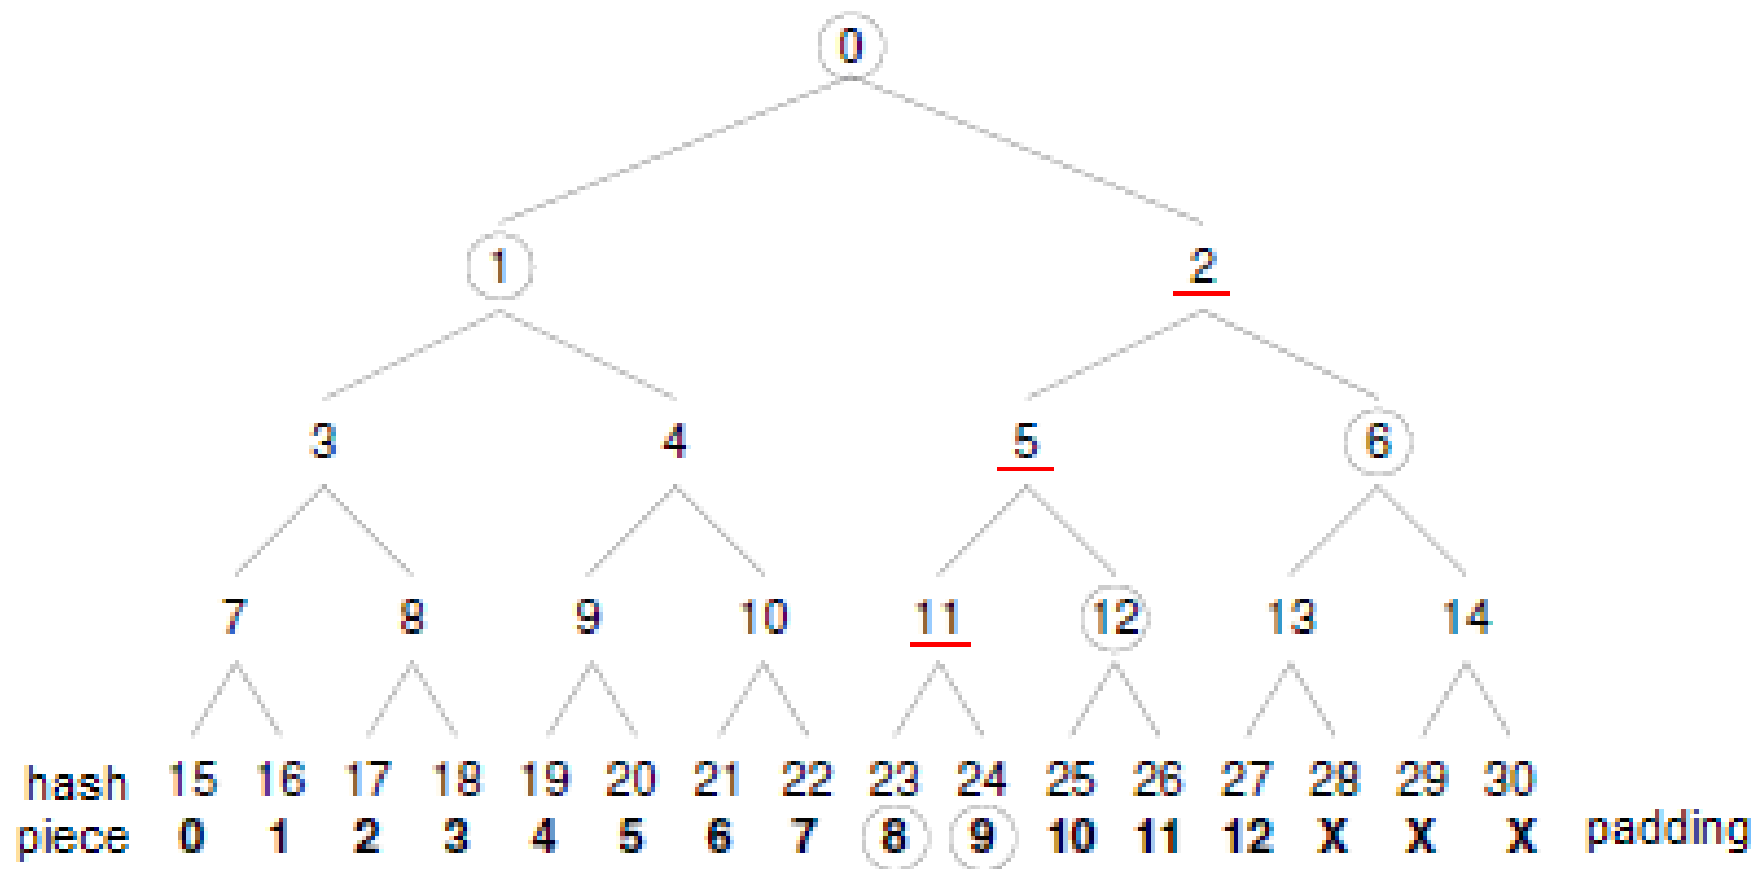 0
1 2
3 4 5 6
7 8 9 10 11 12 13 14
hash 15 16 17 18 19 20 21 22 23 24 25 26 27 28 29 30
piece 0 1 2 3 4 5 6 7 8 9 10 11 12 X X X padding